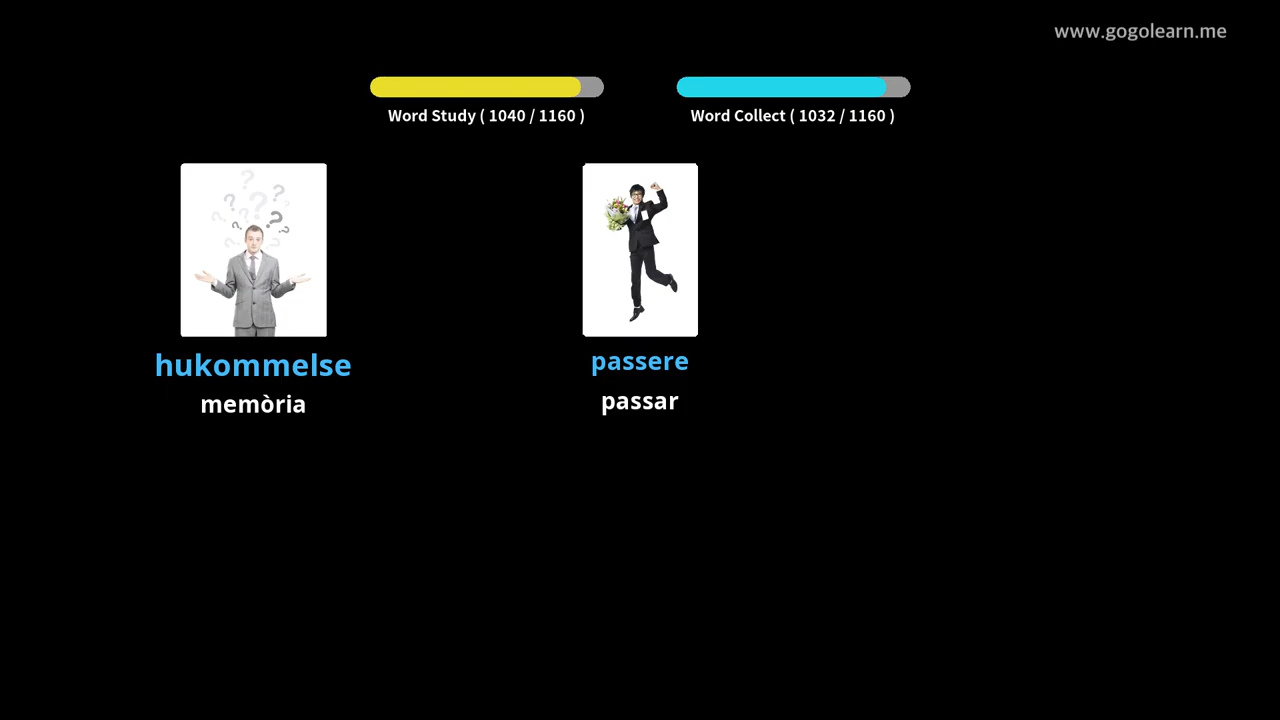 www.gogolearn.me
Word Study ( 1040 / 1160 )
Word Collect ( 1032 / 1160 )
hukommelse
memòria
passere
passar